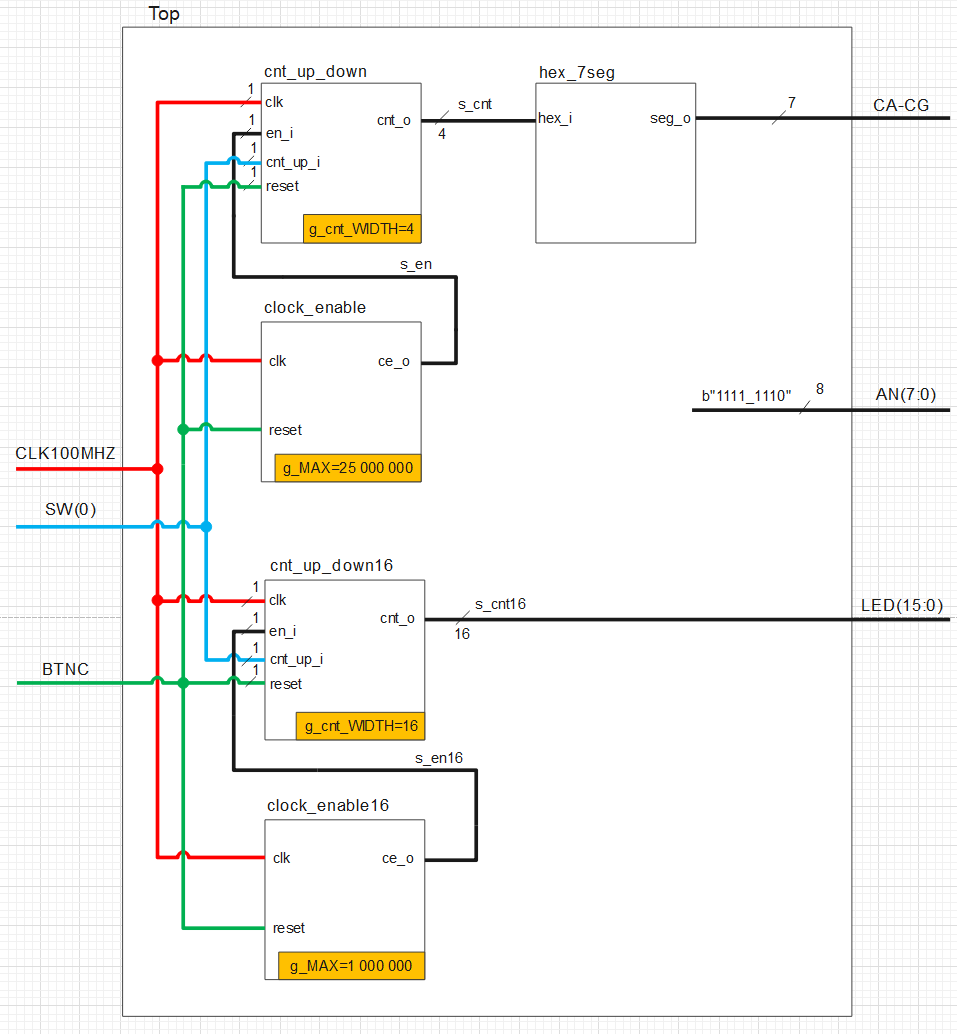 Top
cnt_up_down
1
clk
1
en_i
1
cnt_up_i
1
reset
cnt_o
g_cnt_WIDTH=4
s_cnt
4
hex_7seg
hex_i
seg_o
7
CA-CG
s_en
clock_enable
clk
ce_o
reset
g_MAX=25 000 000
b"1111_1110"
8
AN(7:0)
CLK100MHZ
SW(0)
BTNC
cnt_up_down16
1
clk
1
en_i
1
cnt_up_i
1
reset
cnt_o
g_cnt_WIDTH=16
s_cnt16
16
LED(15:0)
s_en16
clock_enable16
clk
ce_o
reset
g_MAX=1 000 000